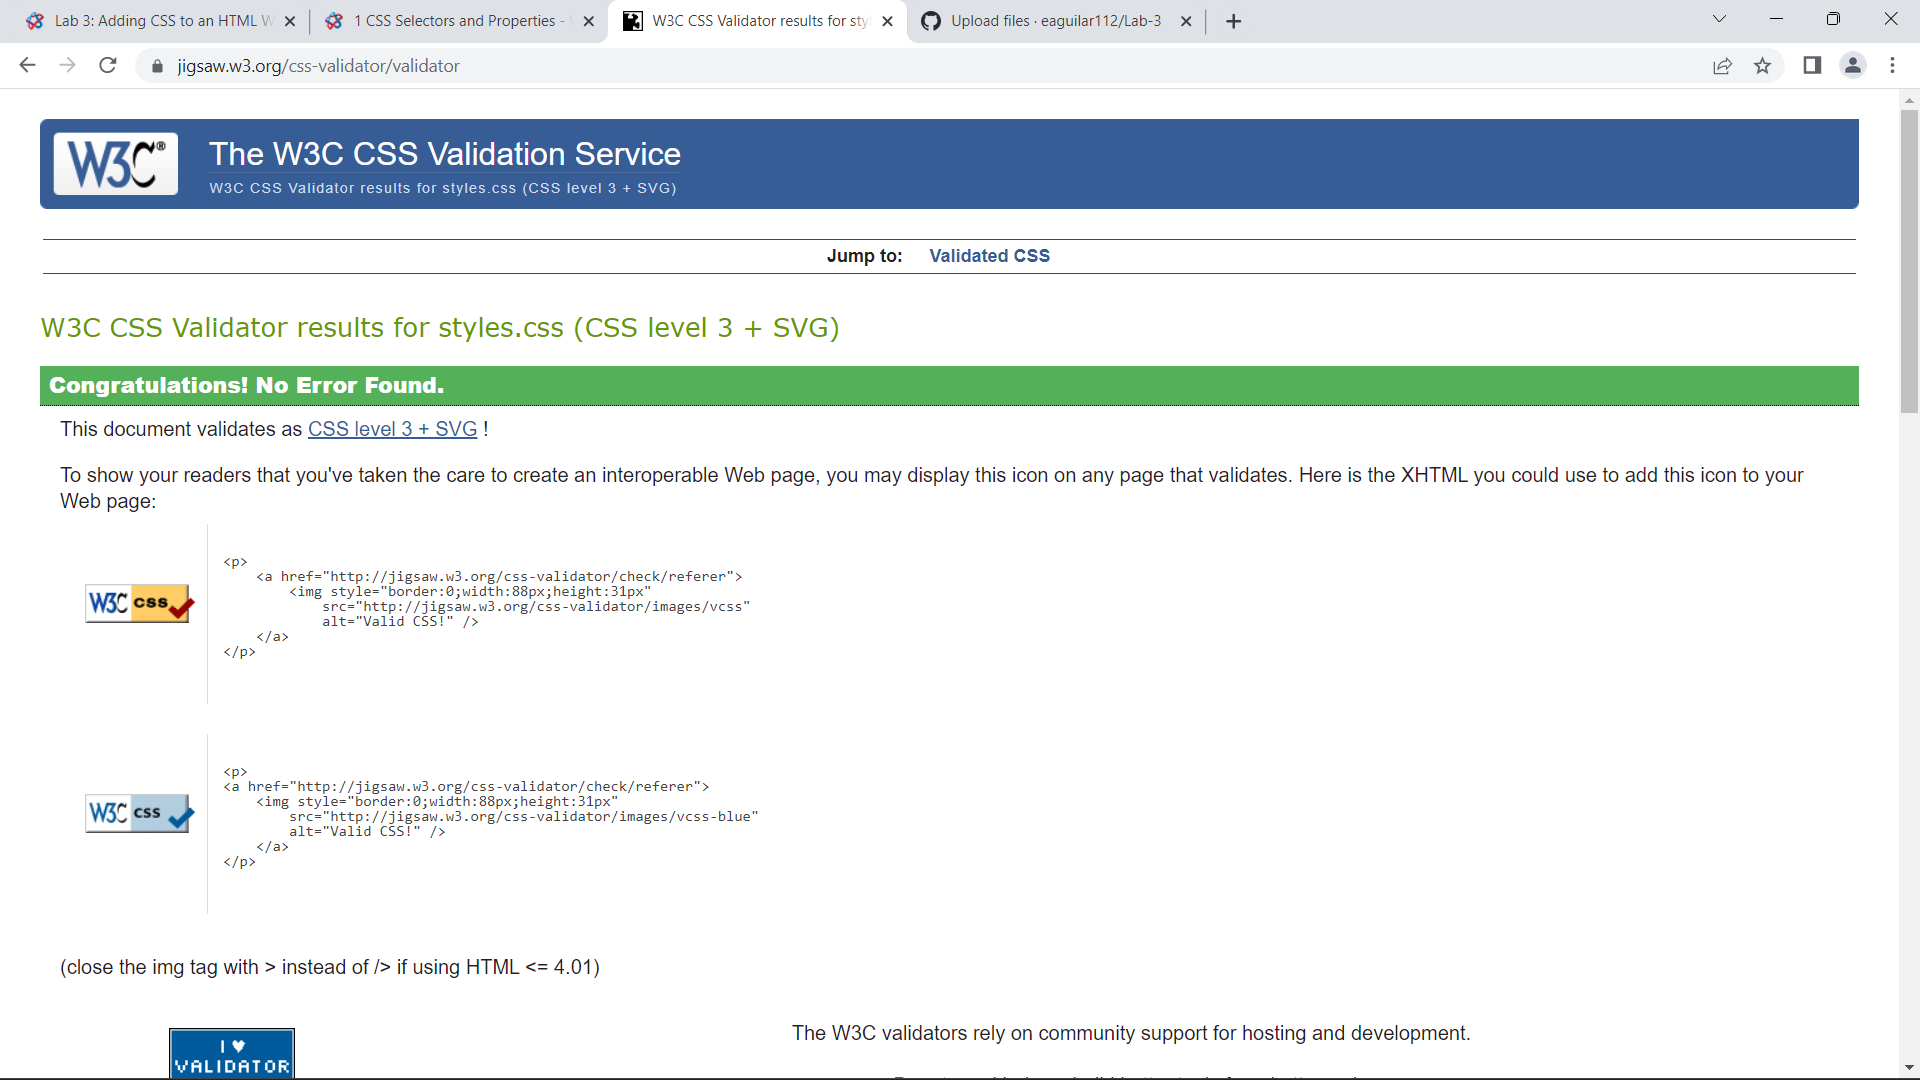 Lab 3: Adding CSS to an HTML W
1 CSS Selectors and Properties -
W3C CSS Validator results for sty
Upload files · eaguilar112/Lab-3
jigsaw.w3.org/css-validator/validator
W3C®
The W3C CSS Validation Service
W3C CSS Validator results for styles.css (CSS level 3 + SVG)
Jump to: Validated CSS
W3C CSS Validator results for styles.css (CSS level 3 + SVG)
Congratulations! No Error Found.
This document validates as CSS level 3 + SVG !
To show your readers that you've taken the care to create an interoperable Web page, you may display this icon on any page that validates. Here is the XHTML you could use to add this icon to your
Web page:
W3C css
<p>
<a href="http://jigsaw.w3.org/css-validator/check/referer">
<img style="border:0;width:88px;height:31px"
src="http://jigsaw.w3.org/css-validator/images/vcss"
alt="Valid CSS!" />
</a>
</p>
W3C css
<p>
<a href="http://jigsaw.w3.org/css-validator/check/referer">
<img style="border:0;width:88px;height:31px"
src="http://jigsaw.w3.org/css-validator/images/vcss-blue"
alt="Valid CSS!" />
</a>
</p>
(close the img tag with > instead of /> if using HTML <= 4.01)
I ♥
VALIDATOR
The W3C validators rely on community support for hosting and development.